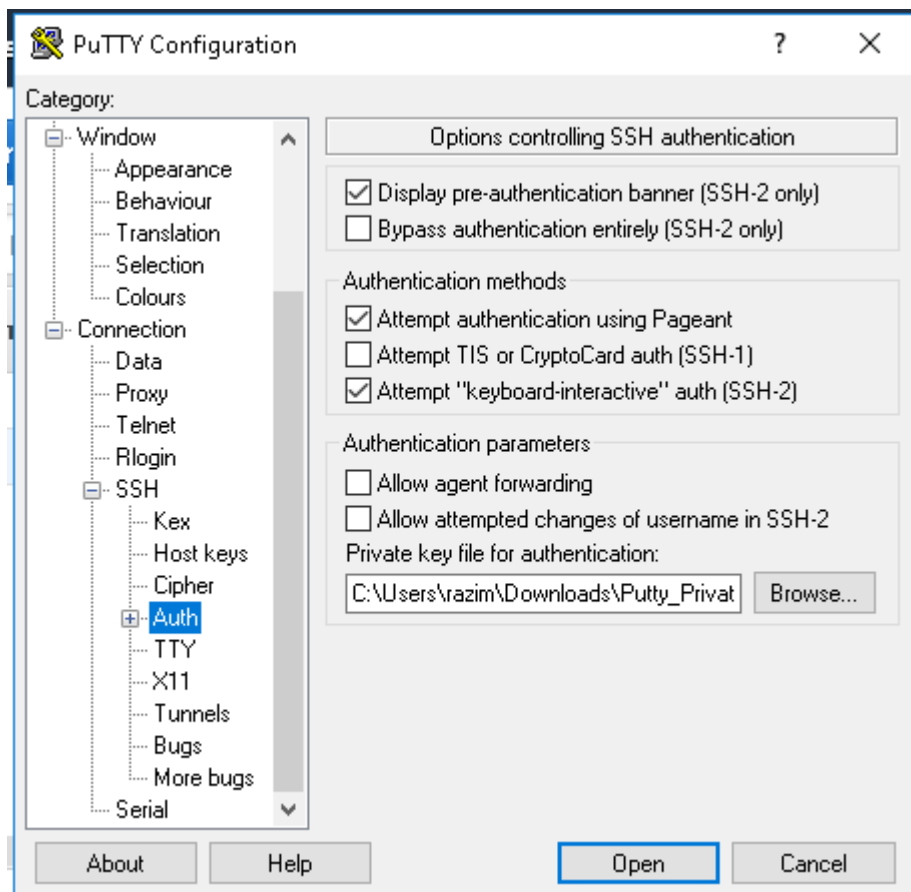 PuTTY Configuration
?
Category:
Window
Appearance
Behaviour
Translation
Selection
Colours
Connection
Data
Proxy
Telnet
Rlogin
SSH
Kex
Host keys
Cipher
Auth
TTY
X11
Tunnels
Bugs
More bugs
Serial
Options controlling SSH authentication
Display pre-authentication banner (SSH-2 only)
Bypass authentication entirely (SSH-2 only)
Authentication methods
Attempt authentication using Pageant
Attempt TIS or CryptoCard auth (SSH-1)
Attempt "keyboard-interactive" auth (SSH-2)
Authentication parameters
Allow agent forwarding
Allow attempted changes of username in SSH-2
Private key file for authentication:
C:\Users\razim\Downloads\Putty_Privat
Browse...
About
Help
Open
Cancel